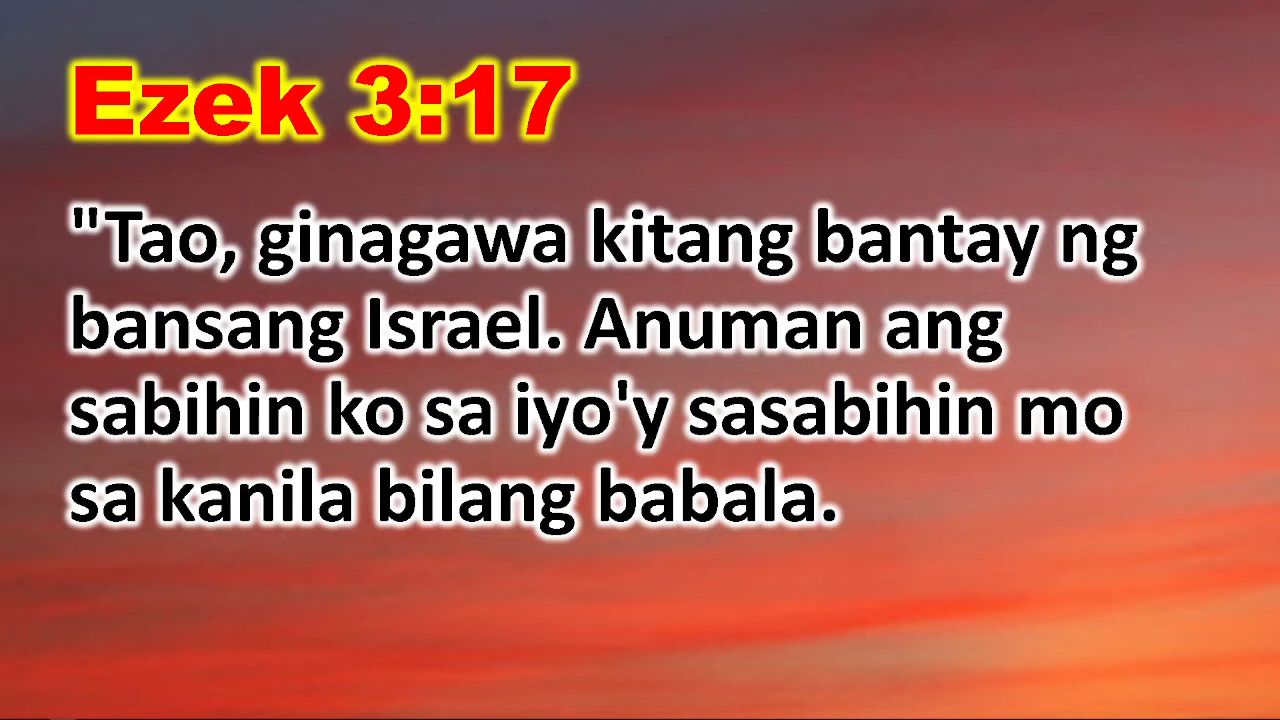 Ezek 3:17
"Tao, ginagawa kitang bantay ng
bansang Israel. Anuman ang
sabihin ko sa iyo'y sasabihin mo
sa kanila bilang babala.